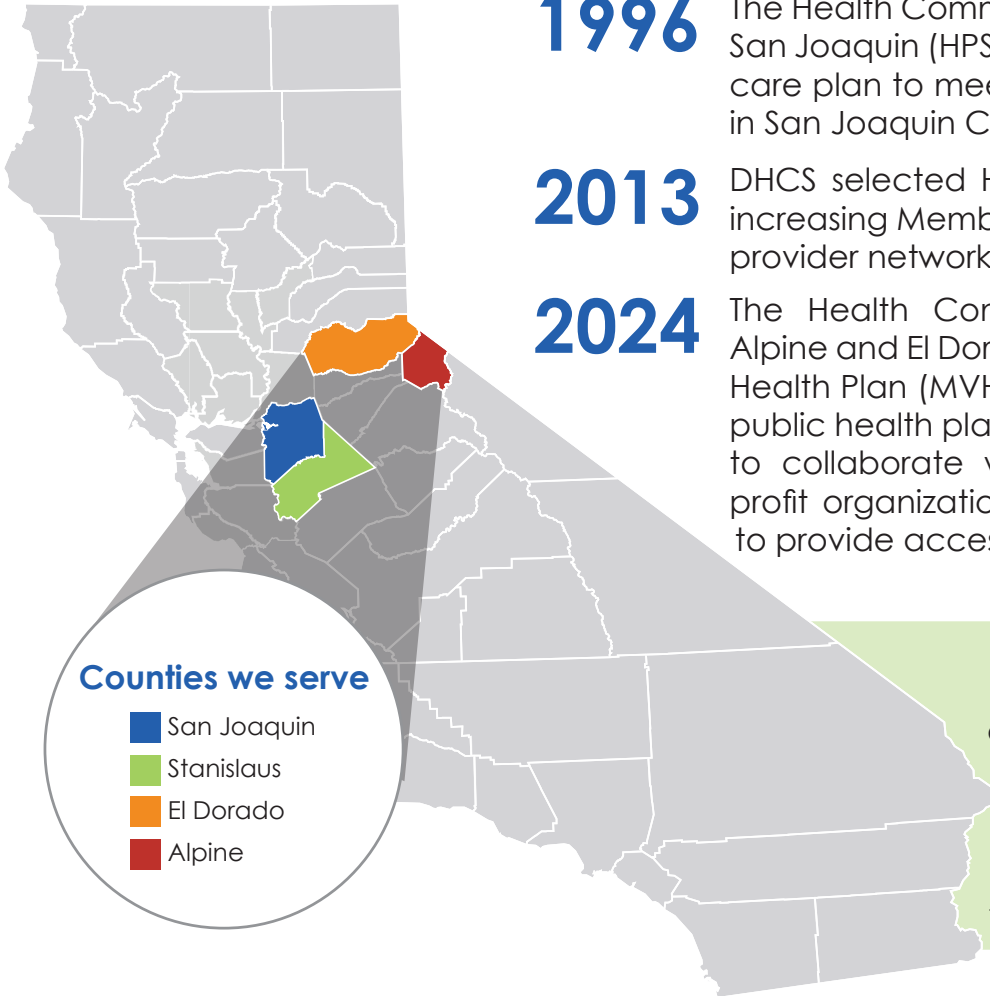 1996
The Health Comm
San Joaquin (HPS
care plan to mee
in San Joaquin C
2013
DHCS selected H
increasing Memb
provider network
2024
The Health Con
Alpine and El Dor
Health Plan (MVH
public health pla
to collaborate v
profit organizatio
to provide acces
Counties we serve
San Joaquin
Stanislaus
El Dorado
Alpine